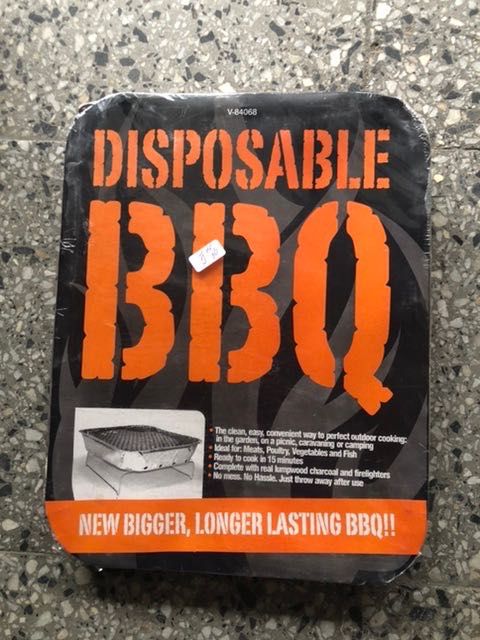 V-84068
DISPOSABLE
BBQ
• The clean, easy, convenient way to perfect outdoor cooking:
in the garden, on a picnic, caravaning or camping
• Ideal for: Meats, Poultry, Vegetables and Fish
• Ready to cook in 15 minutes
• Complete with real lumpwood charcoal and firelighters
• No mess. No Hassle. Just throw away after use
NEW BIGGER, LONGER LASTING BBQ!!